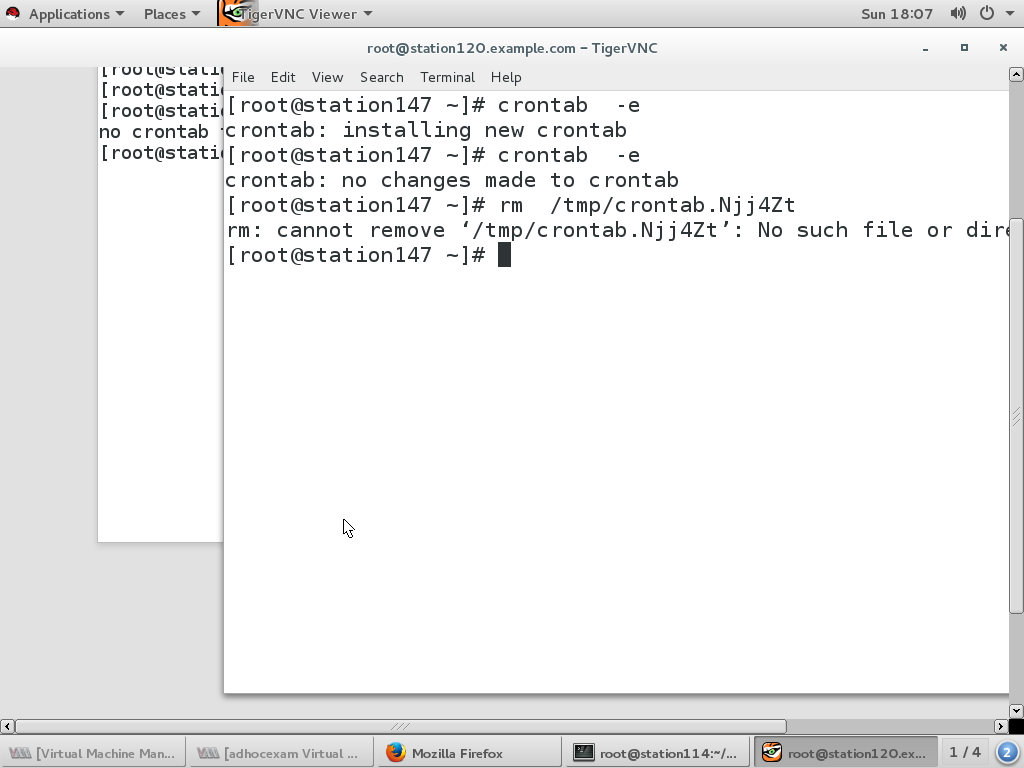 Applications Places TigerVNC Viewer Sun 18:07
root@station120.example.com – TigerVNC
File Edit View Search Terminal Help
[root@stati
[root@stati
[root@stati
no crontab
[root@stati
[root@station147 ~]# crontab  -e
crontab: installing new crontab
[root@station147 ~]# crontab  -e
crontab: no changes made to crontab
[root@station147 ~]# rm  /tmp/crontab.Njj4Zt
rm: cannot remove ‘/tmp/crontab.Njj4Zt’: No such file or dire
[root@station147 ~]#
[Virtual Machine Man... [adhocexam Virtual ... Mozilla Firefox root@station114:~/... root@station120.ex... 1 / 4 2